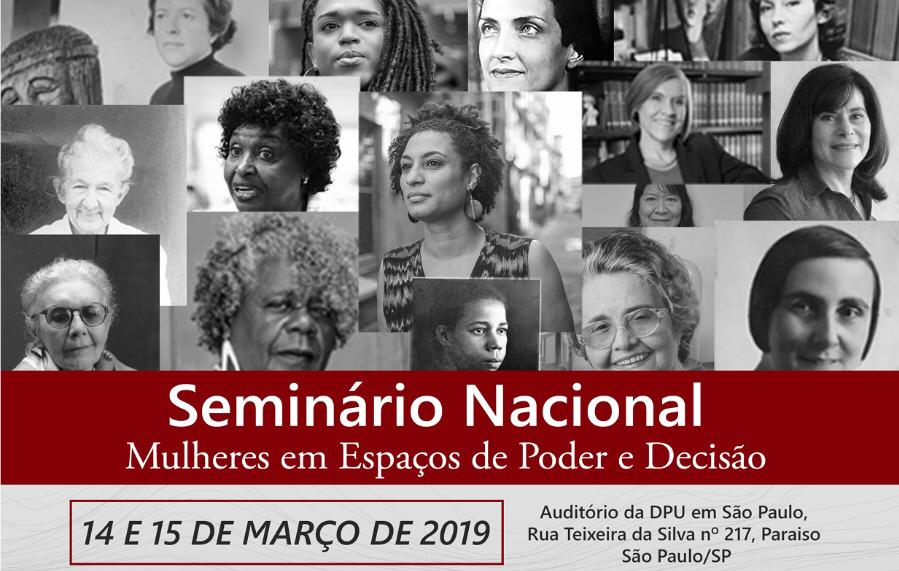 Seminário Nacional
Mulheres em Espaços de Poder e Decisão
14 E 15 DE MARÇO DE 2019
Auditório da DPU em São Paulo,
Rua Teixeira da Silva nº 217, Paraiso
São Paulo/SP